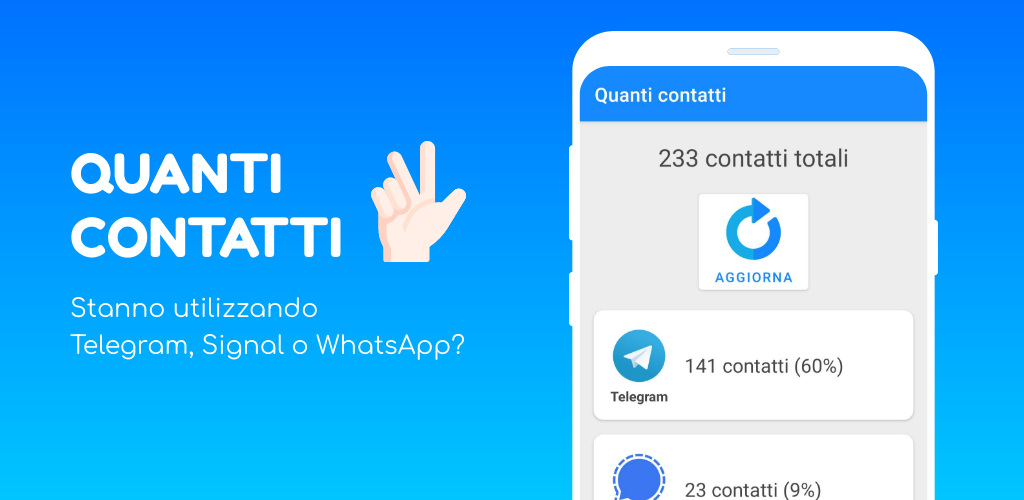 QUANTI
CONTATTI
Stanno utilizzando
Telegram, Signal o WhatsApp?
Quanti contatti
233 contatti totali
AGGIORNA
141 contatti (60%)
Telegram
23 contatti (9%)